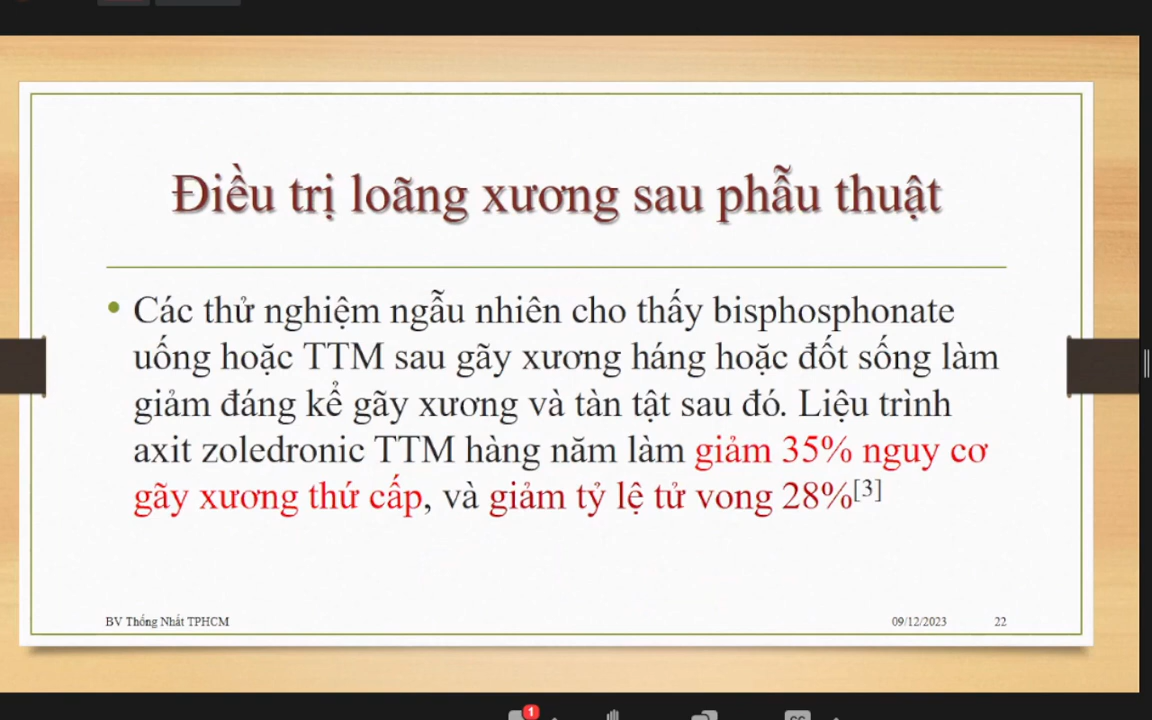 Điều trị loãng xương sau phẫu thuật
• Các thử nghiệm ngẫu nhiên cho thấy bisphosphonate
uống hoặc TTM sau gãy xương háng hoặc đốt sống làm
giảm đáng kể gãy xương và tàn tật sau đó. Liệu trình
axit zoledronic TTM hàng năm làm giảm 35% nguy cơ
gãy xương thứ cấp, và giảm tỷ lệ tử vong 28%[3]
BV Thống Nhất TPHCM 09/12/2023 22
1